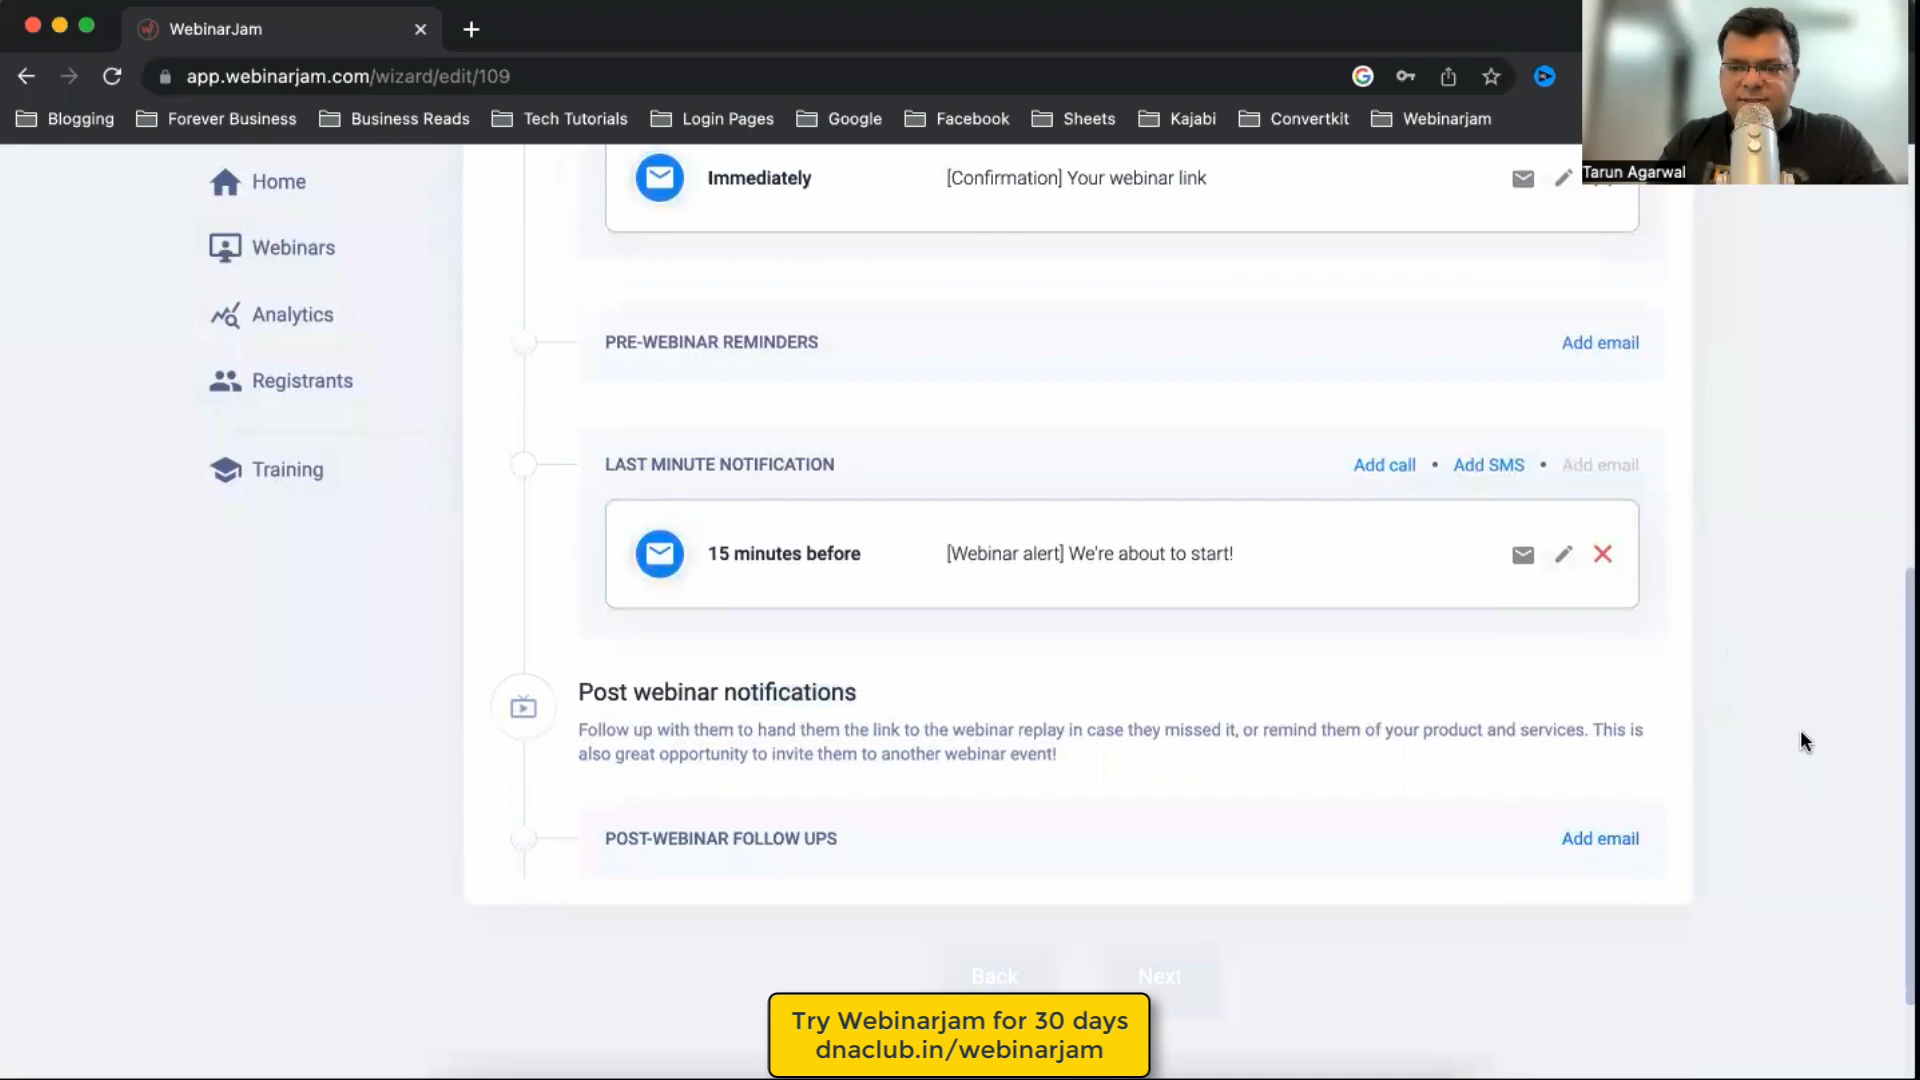 WebinarJam
app.webinarjam.com/wizard/edit/109
Blogging
Forever Business
Business Reads
Tech Tutorials
Login Pages
Google
Facebook
Sheets
Kajabi
Convertkit
Webinarjam
Tarun Agarwal
Home
Webinars
Analytics
Registrants
Training
Immediately
[Confirmation] Your webinar link
PRE-WEBINAR REMINDERS
Add email
LAST MINUTE NOTIFICATION
Add call • Add SMS • Add email
15 minutes before
[Webinar alert] We're about to start!
Post webinar notifications
Follow up with them to hand them the link to the webinar replay in case they missed it, or remind them of your product and services. This is
also great opportunity to invite them to another webinar event!
POST-WEBINAR FOLLOW UPS
Add email
Back
Next
Try Webinarjam for 30 days
dnaclub.in/webinarjam